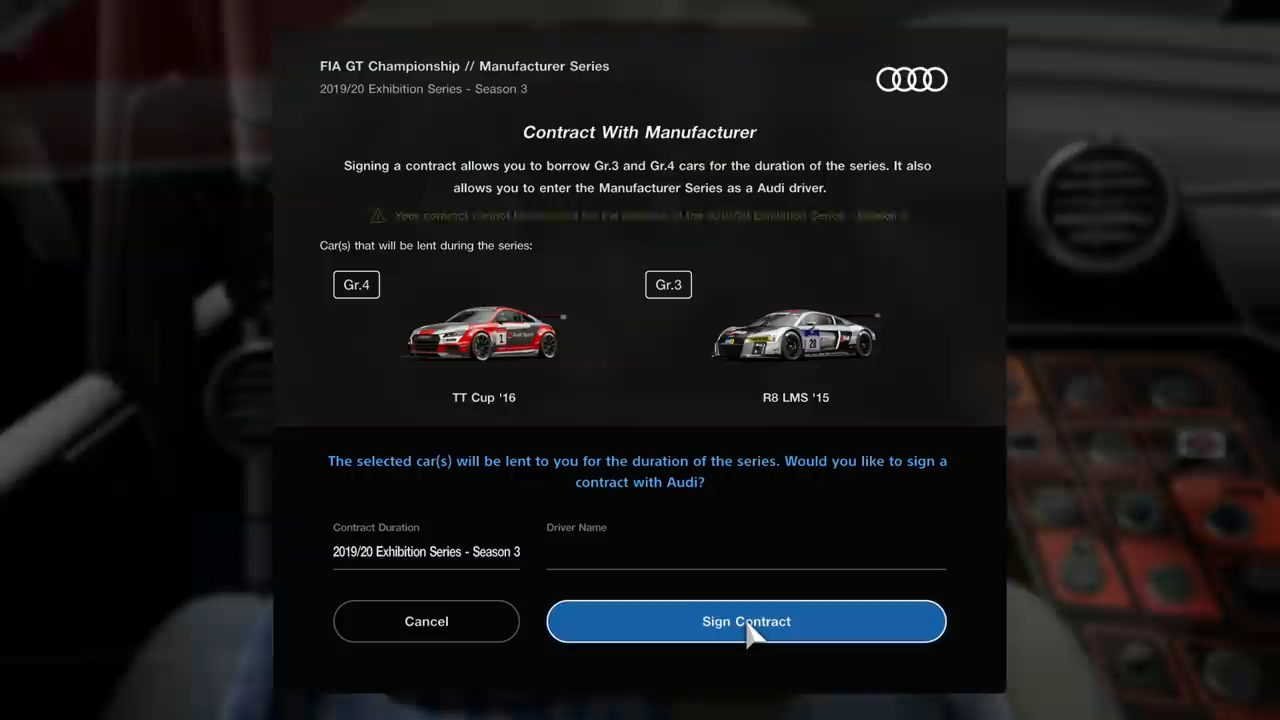 FIA GT Championship // Manufacturer Series
2019/20 Exhibition Series - Season 3
Contract With Manufacturer
Signing a contract allows you to borrow Gr.3 and Gr.4 cars for the duration of the series. It also
allows you to enter the Manufacturer Series as a Audi driver.
Your contract cannot
Car(s) that will be lent during the series:
Gr.4
Gr.3
TT Cup '16
R8 LMS '15
The selected car(s) will be lent to you for the duration of the series. Would you like to sign a
contract with Audi?
Contract Duration
Driver Name
2019/20 Exhibition Series - Season 3
Cancel
Sign Contract